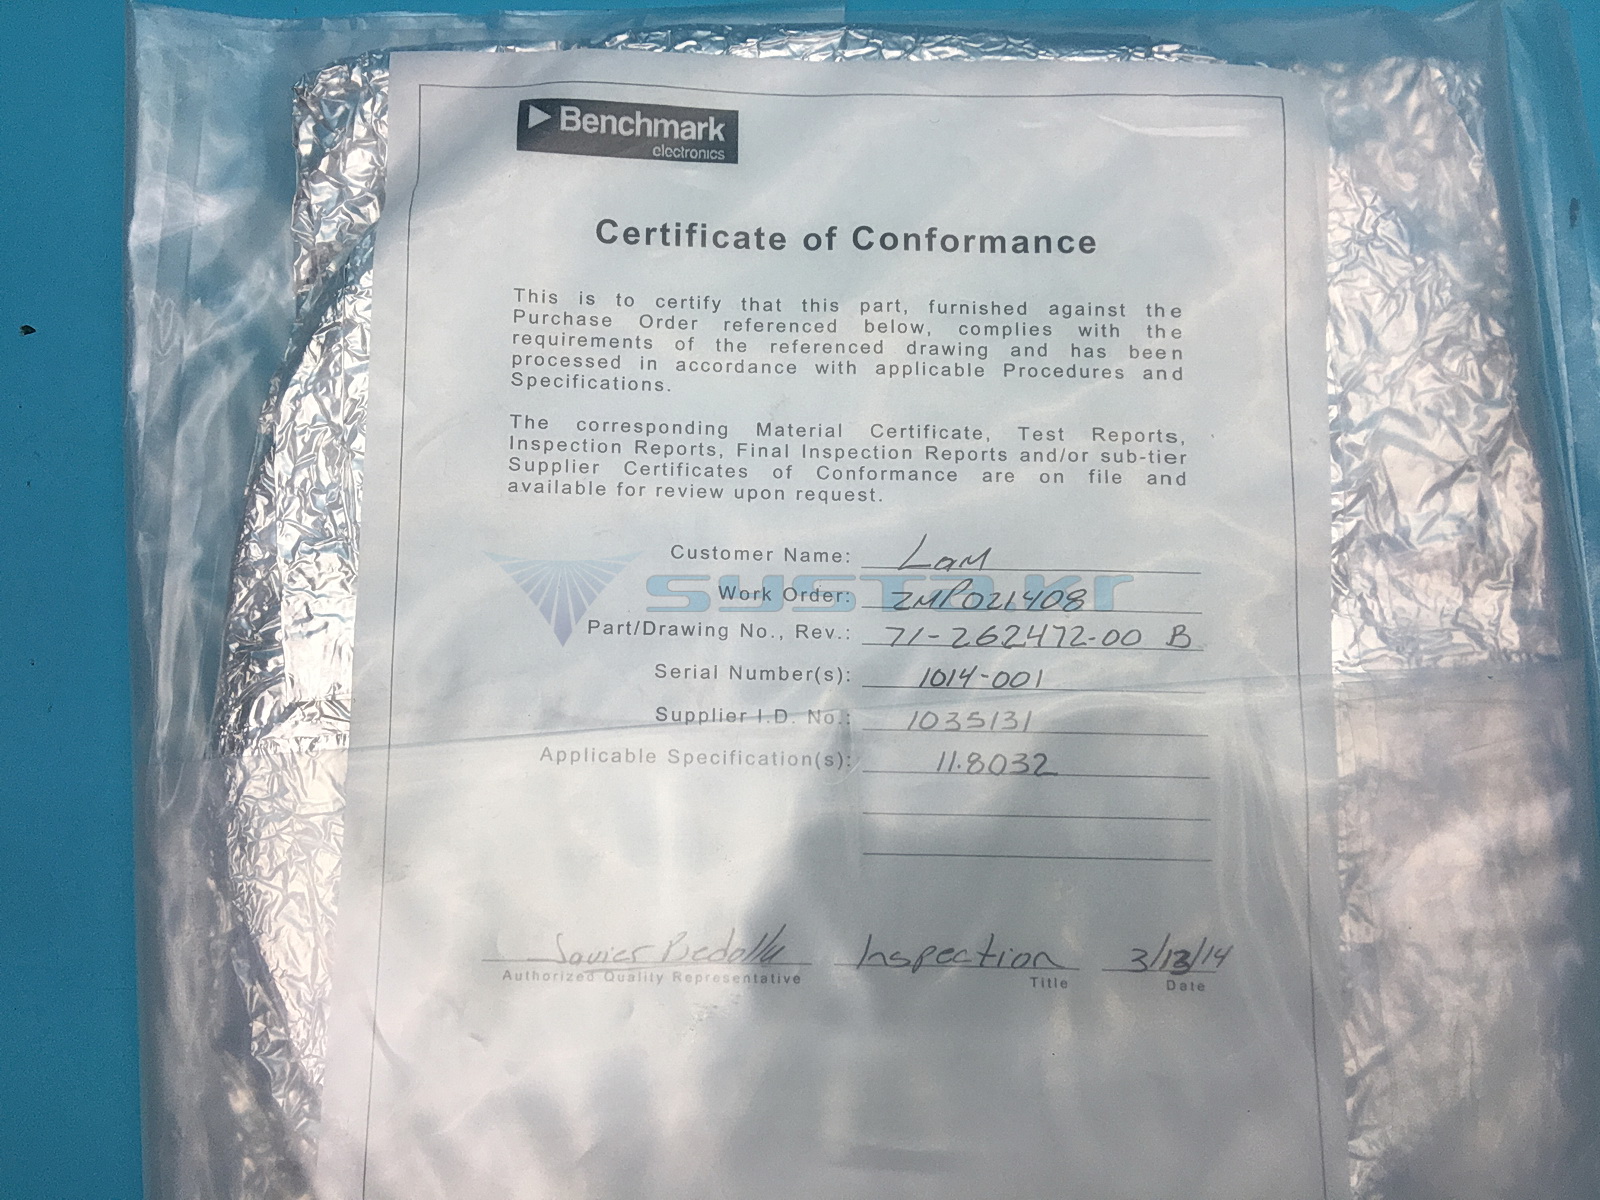 Benchmark
electronics
Certificate of Conformance
This is to certify that this part, furnished against the
Purchase Order referenced below, complies with the
requirements of the referenced drawing and has been
processed in accordance with applicable Procedures and
Specifications.
The corresponding Material Certificate, Test Reports,
Inspection Reports, Final Inspection Reports and/or sub-tier
Supplier Certificates of Conformance are on file and
available for review upon request.
Customer Name: Lam
Work Order: ZMP021408
Part/Drawing No., Rev.: 71-262472-00 B
Serial Number(s): 1014-001
Supplier I.D. No.: 1035131
Applicable Specification(s): 11.8032
Inspection 3/13/14
Authorized Quality Representative Title Date